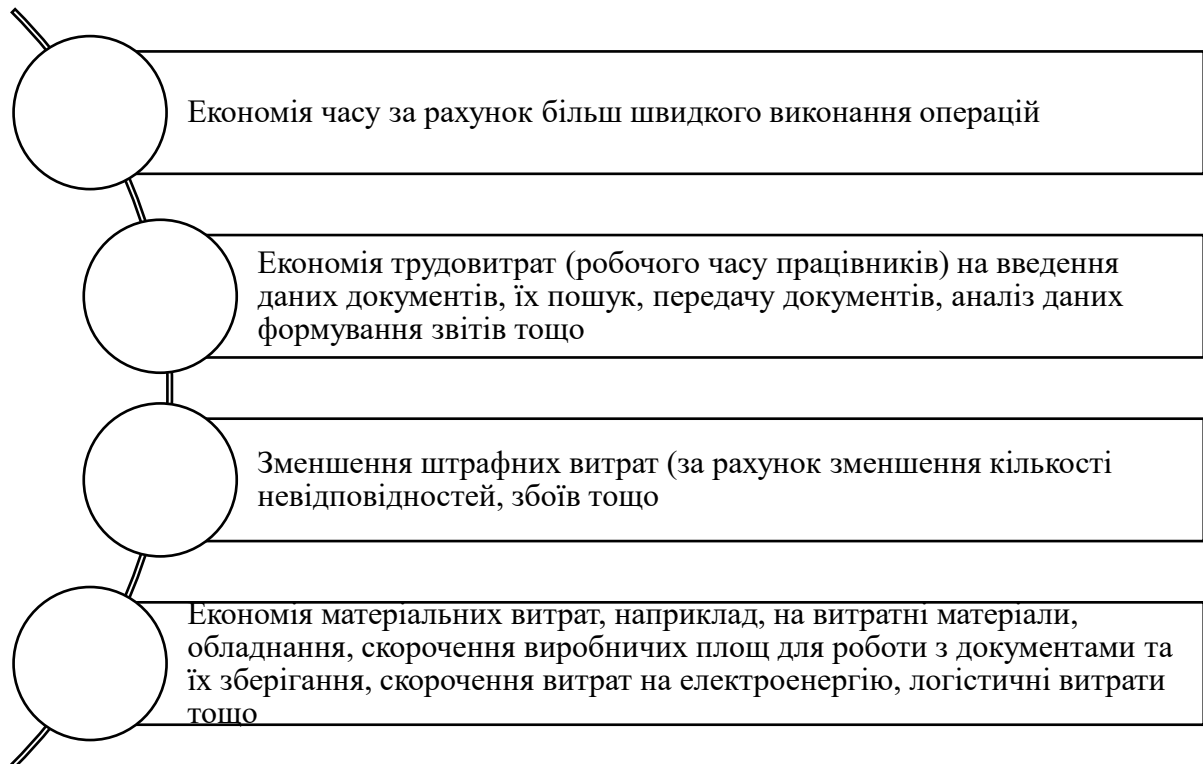 Економія часу за рахунок більш швидкого виконання операцій
Економія трудовитрат (робочого часу працівників) на введення
даних документів, їх пошук, передачу документів, аналіз даних
формування звітів тощо
Зменшення штрафних витрат (за рахунок зменшення кількості
невідповідностей, збоїв тощо
Економія матеріальних витрат, наприклад, на витратні матеріали,
обладнання, скорочення виробничих площ для роботи з документами та
їх зберігання, скорочення витрат на електроенергію, логістичні витрати
тощо